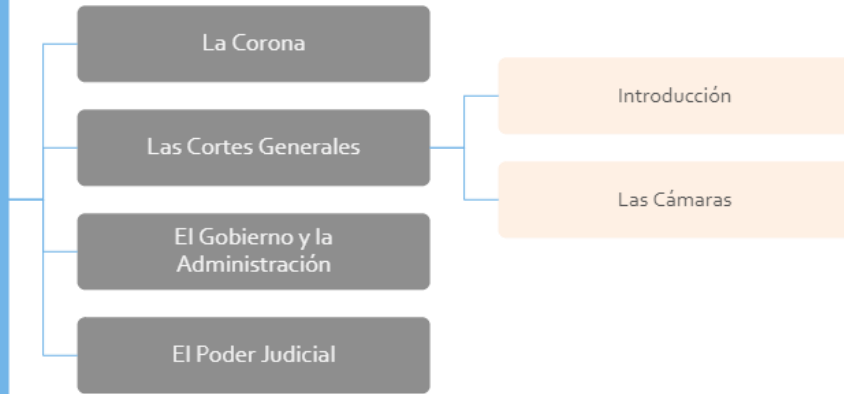 La Corona
Las Cortes Generales
El Gobierno y la
Administración
El Poder Judicial
Introducción
Las Cámaras